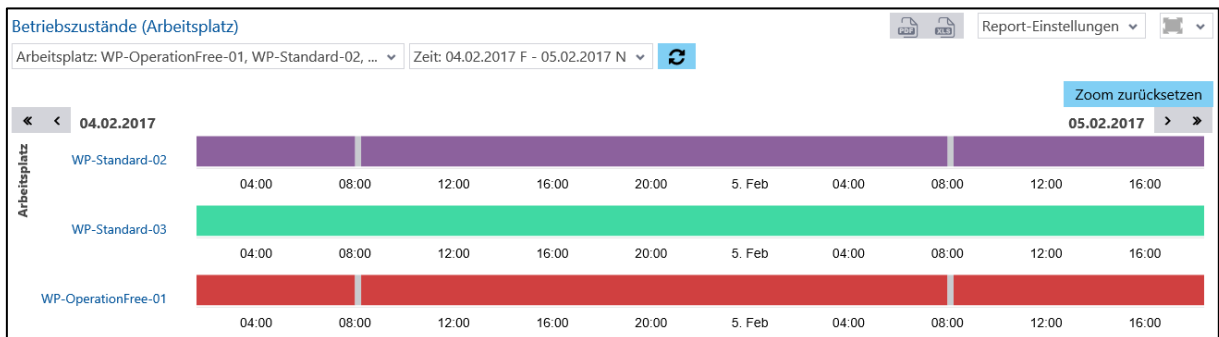 Betriebszustände (Arbeitsplatz)
PDF
XLS
Report-Einstellungen
Arbeitsplatz: WP-OperationFree-01, WP-Standard-02, ...
Zeit: 04.02.2017 F - 05.02.2017 N
Zoom zurücksetzen
« ‹ 04.02.2017
05.02.2017 › »
Arbeitsplatz
WP-Standard-02
04:00 08:00 12:00 16:00 20:00 5. Feb 04:00 08:00 12:00 16:00
WP-Standard-03
04:00 08:00 12:00 16:00 20:00 5. Feb 04:00 08:00 12:00 16:00
WP-OperationFree-01
04:00 08:00 12:00 16:00 20:00 5. Feb 04:00 08:00 12:00 16:00